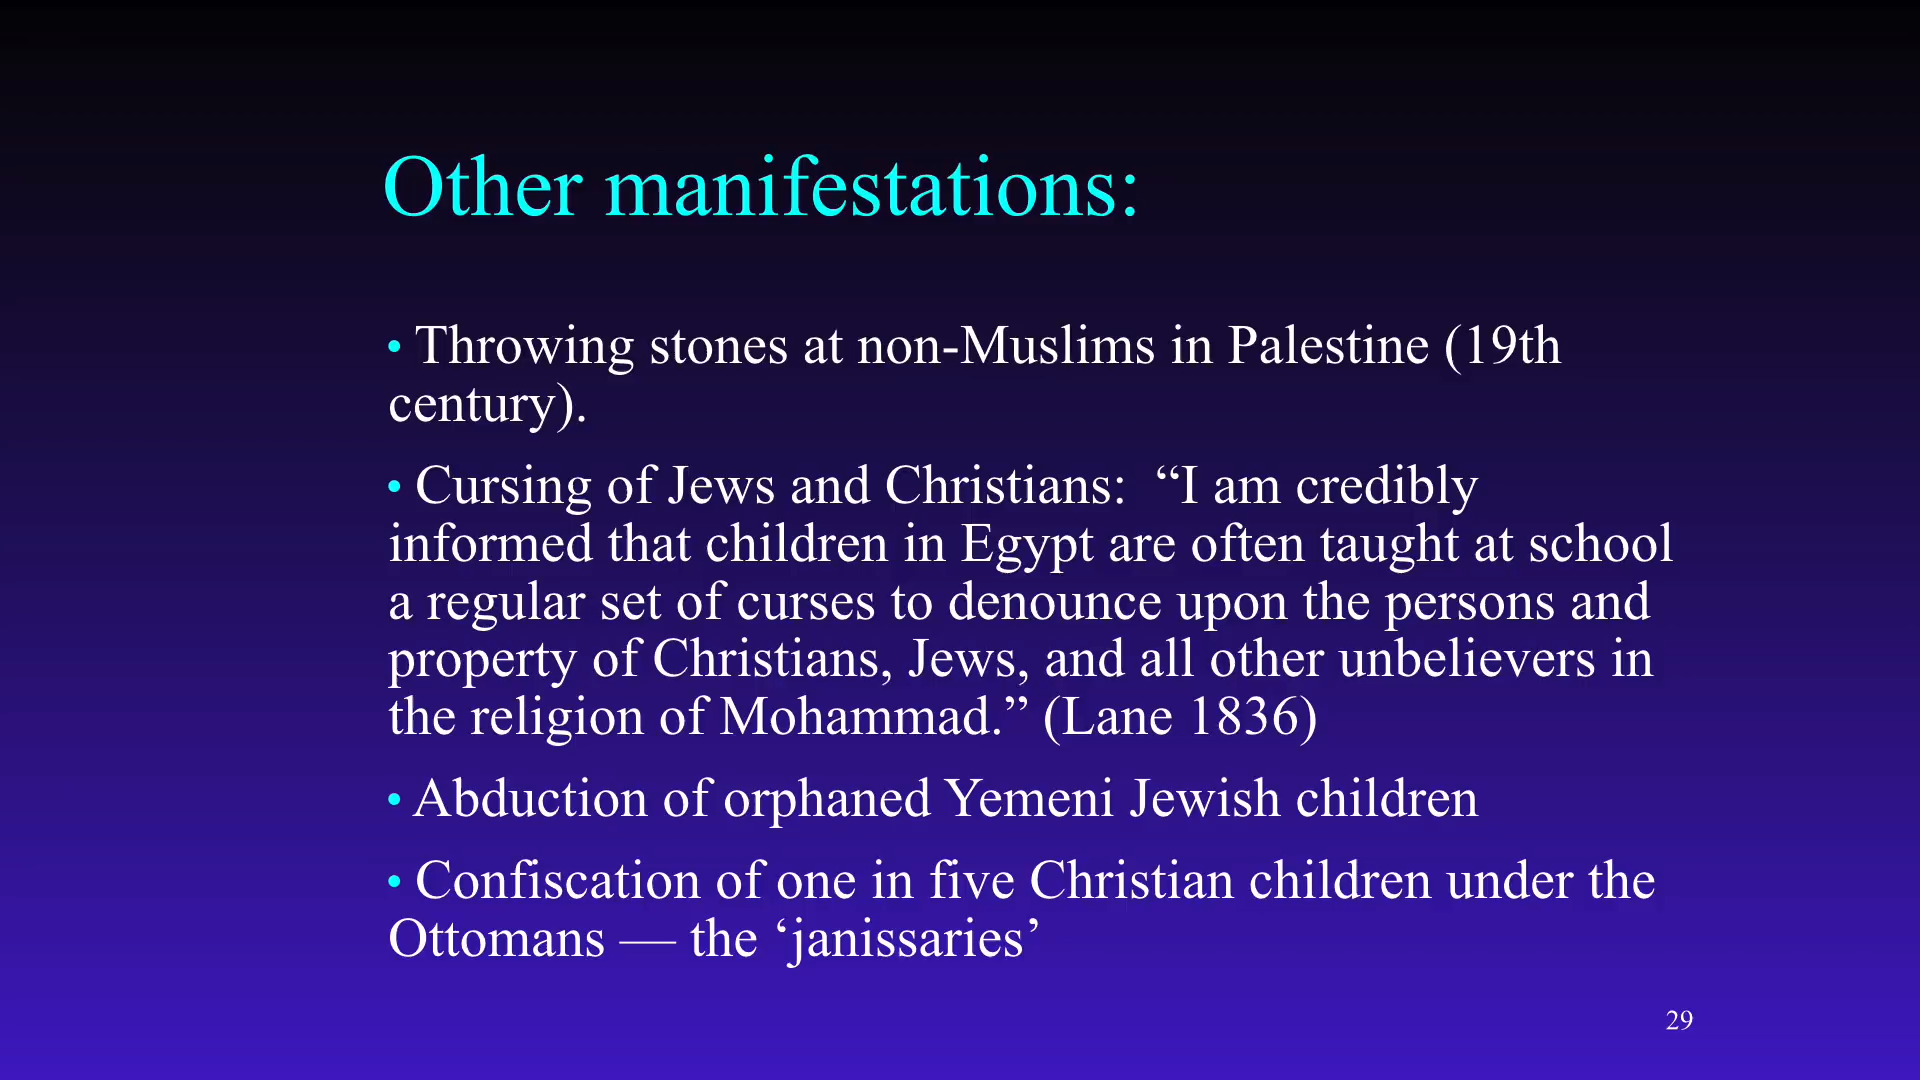 Other manifestations:
• Throwing stones at non-Muslims in Palestine (19th
century).
• Cursing of Jews and Christians:  “I am credibly
informed that children in Egypt are often taught at school
a regular set of curses to denounce upon the persons and
property of Christians, Jews, and all other unbelievers in
the religion of Mohammad.” (Lane 1836)
• Abduction of orphaned Yemeni Jewish children
• Confiscation of one in five Christian children under the
Ottomans — the ‘janissaries’
29